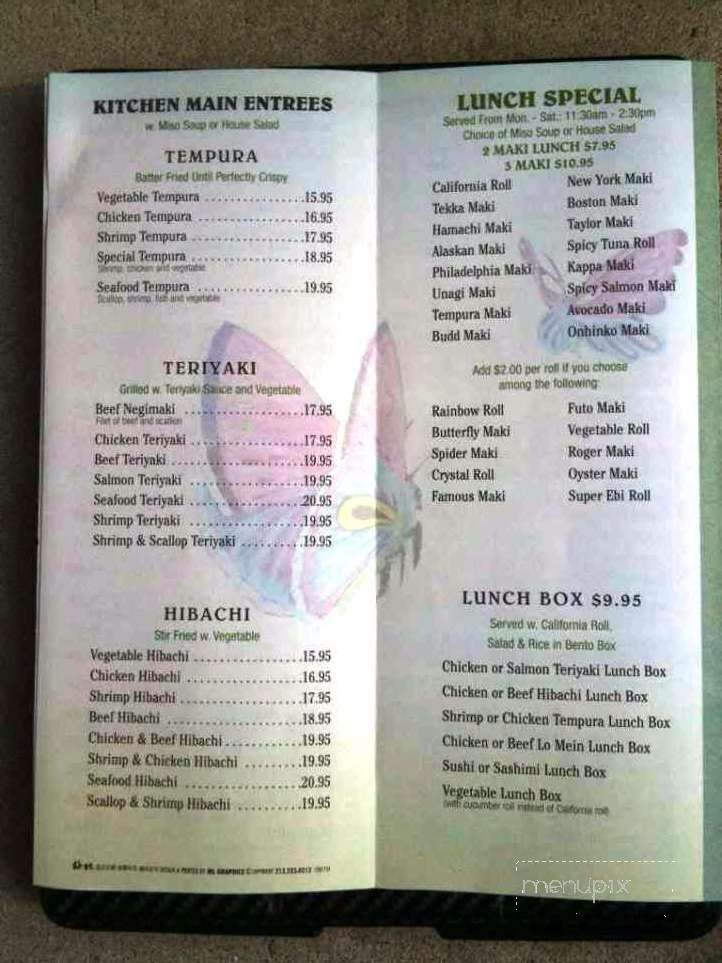 KITCHEN MAIN ENTREES
w. Miso Soup or House Salad
TEMPURA
Batter Fried Until Perfectly Crispy
Vegetable Tempura ..................15.95
Chicken Tempura ..................16.95
Shrimp Tempura ..................17.95
Special Tempura ..................18.95
Shrimp, chicken and vegetable
Seafood Tempura ..................19.95
Scallop, shrimp, fish and vegetable
TERIYAKI
Grilled w. Teriyaki Sauce and Vegetable
Beef Negimaki ..................17.95
Filet of beef and scallion
Chicken Teriyaki ..................17.95
Beef Teriyaki ..................19.95
Salmon Teriyaki ..................19.95
Seafood Teriyaki ..................20.95
Shrimp Teriyaki ..................19.95
Shrimp & Scallop Teriyaki ..........19.95
HIBACHI
Stir Fried w. Vegetable
Vegetable Hibachi ..................15.95
Chicken Hibachi ..................16.95
Shrimp Hibachi ..................17.95
Beef Hibachi ..................18.95
Chicken & Beef Hibachi ............19.95
Shrimp & Chicken Hibachi .........19.95
Seafood Hibachi ..................20.95
Scallop & Shrimp Hibachi ..........19.95
LUNCH SPECIAL
Served From Mon. - Sat.: 11:30am - 2:30pm
Choice of Miso Soup or House Salad
2 MAKI LUNCH $7.95
3 MAKI $10.95
California Roll
Tekka Maki
Hamachi Maki
Alaskan Maki
Philadelphia Maki
Unagi Maki
Tempura Maki
Budd Maki
New York Maki
Boston Maki
Taylor Maki
Spicy Tuna Roll
Kappa Maki
Spicy Salmon Maki
Avocado Maki
Onhinko Maki
Add $2.00 per roll if you choose
among the following:
Rainbow Roll
Butterfly Maki
Spider Maki
Crystal Roll
Famous Maki
Futo Maki
Vegetable Roll
Roger Maki
Oyster Maki
Super Ebi Roll
LUNCH BOX $9.95
Served w. California Roll,
Salad & Rice in Bento Box
Chicken or Salmon Teriyaki Lunch Box
Chicken or Beef Hibachi Lunch Box
Shrimp or Chicken Tempura Lunch Box
Chicken or Beef Lo Mein Lunch Box
Sushi or Sashimi Lunch Box
Vegetable Lunch Box
(with cucumber roll instead of California roll)
menupix